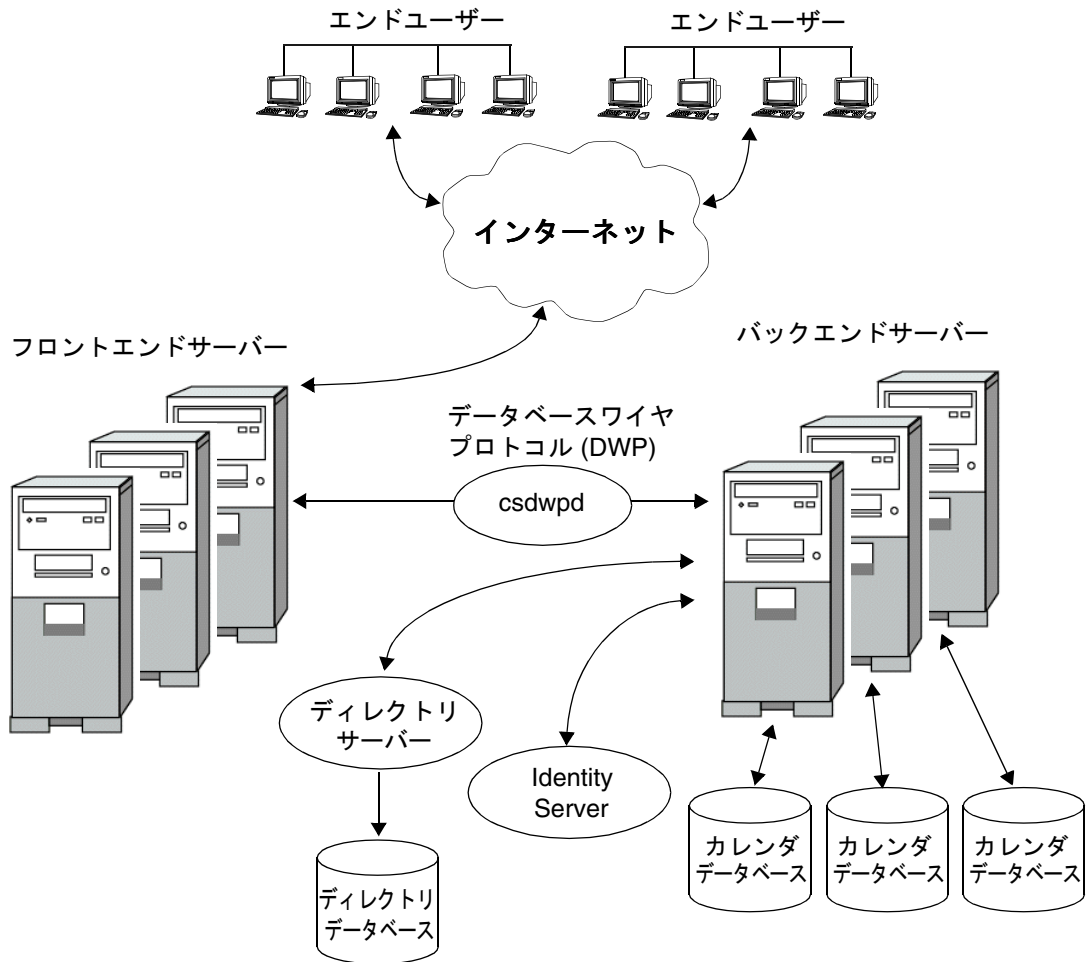 エンドユーザー
エンドユーザー
インターネット
フロントエンドサーバー
バックエンドサーバー
データベースワイヤ
プロトコル (DWP)
csdwpd
ディレクトリ
サーバー
Identity
Server
カレンダ
データベース
カレンダ
データベース
カレンダ
データベース
ディレクトリ
データベース